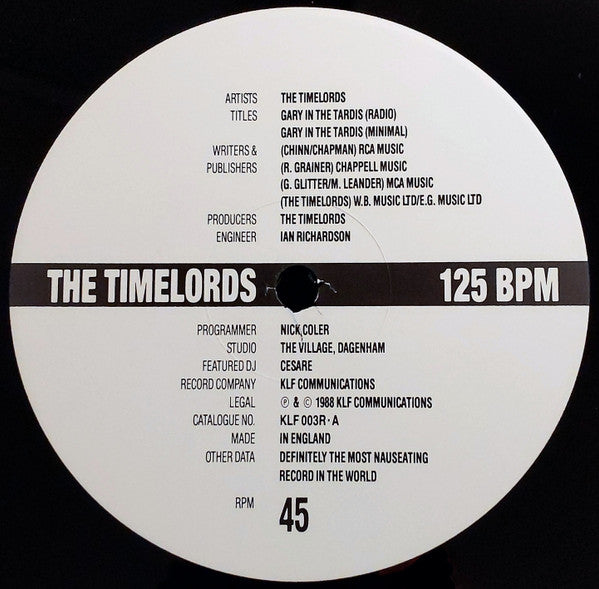 ARTISTS THE TIMELORDS
TITLES GARY IN THE TARDIS (RADIO)
GARY IN THE TARDIS (MINIMAL)
WRITERS & (CHINN/CHAPMAN) RCA MUSIC
PUBLISHERS (R. GRAINER) CHAPPELL MUSIC
(G. GLITTER/M. LEANDER) MCA MUSIC
(THE TIMELORDS) W.B. MUSIC LTD/E.G. MUSIC LTD
PRODUCERS THE TIMELORDS
ENGINEER IAN RICHARDSON
THE TIMELORDS 125 BPM
PROGRAMMER NICK COLER
STUDIO THE VILLAGE, DAGENHAM
FEATURED DJ CESARE
RECORD COMPANY KLF COMMUNICATIONS
LEGAL ℗ & © 1988 KLF COMMUNICATIONS
CATALOGUE NO. KLF 003R·A
MADE IN ENGLAND
OTHER DATA DEFINITELY THE MOST NAUSEATING
RECORD IN THE WORLD
RPM 45